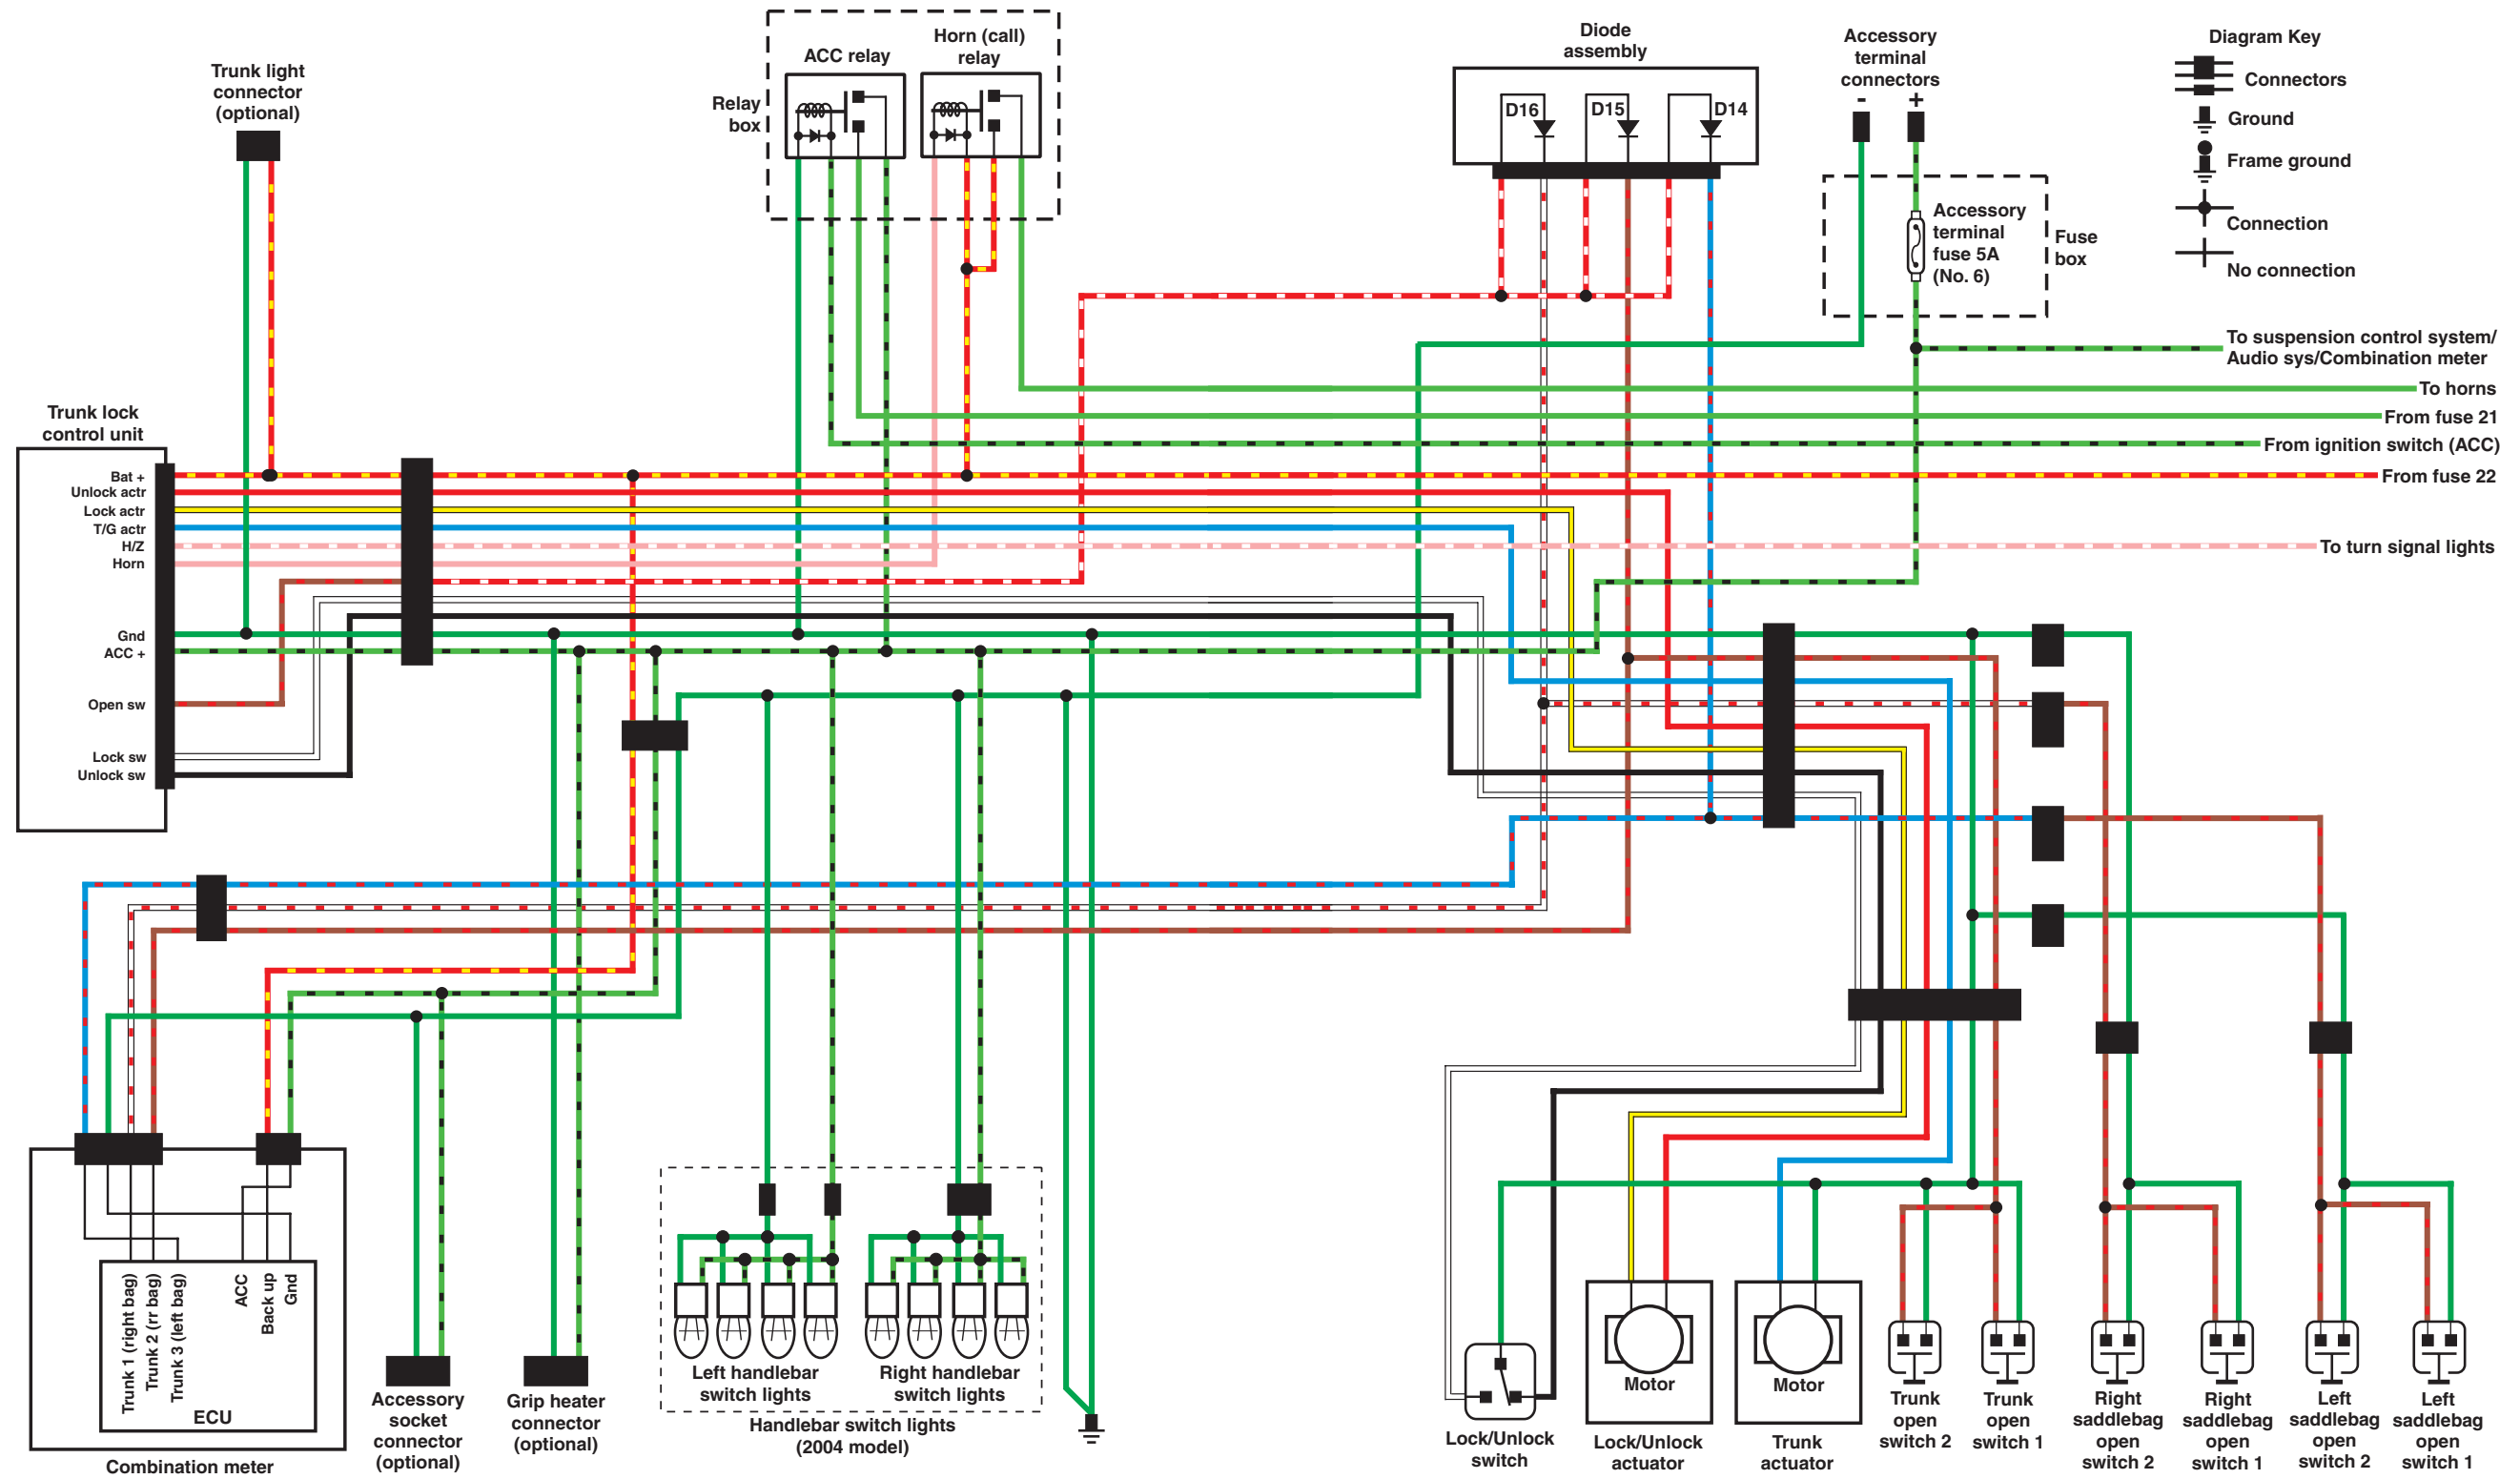 Trunk light
connector
(optional)
ACC relay
Horn (call)
relay
Relay
box
Diode
assembly
D16
D15
D14
Accessory
terminal
connectors
-
+
Accessory
terminal
fuse 5A
(No. 6)
Fuse
box
Diagram Key
Connectors
Ground
Frame ground
Connection
No connection
To suspension control system/
Audio sys/Combination meter
To horns
From fuse 21
From ignition switch (ACC)
From fuse 22
To turn signal lights
Trunk lock
control unit
Bat +
Unlock actr
Lock actr
T/G actr
H/Z
Horn
Gnd
ACC +
Open sw
Lock sw
Unlock sw
Trunk 1 (right bag)
Trunk 2 (rr bag)
Trunk 3 (left bag)
ACC
Back up
Gnd
ECU
Combination meter
Accessory
socket
connector
(optional)
Grip heater
connector
(optional)
Left handlebar
switch lights
Right handlebar
switch lights
Handlebar switch lights
(2004 model)
Lock/Unlock
switch
Motor
Lock/Unlock
actuator
Motor
Trunk
actuator
Trunk
open
switch 2
Trunk
open
switch 1
Right
saddlebag
open
switch 2
Right
saddlebag
open
switch 1
Left
saddlebag
open
switch 2
Left
saddlebag
open
switch 1